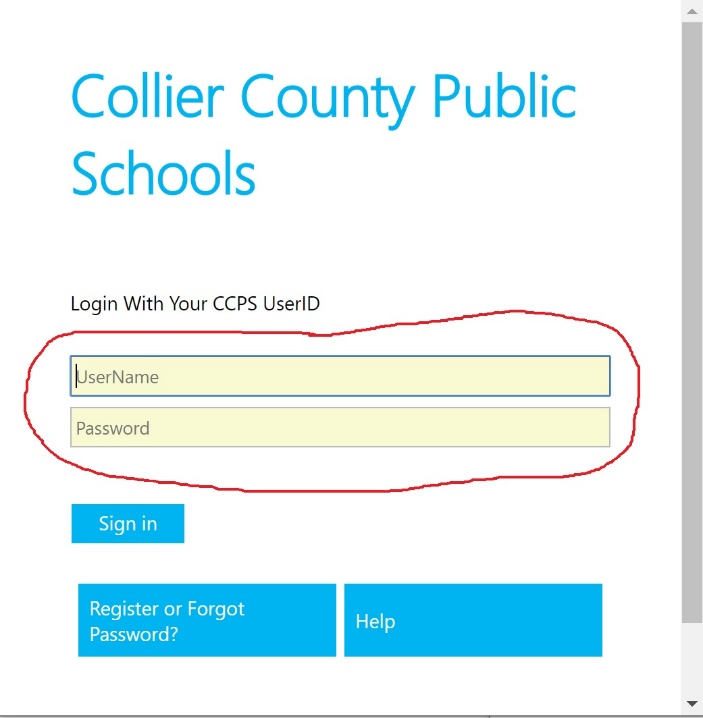 Collier County Public
Schools
Login With Your CCPS UserID
UserName
Password
Sign in
Register or Forgot
Password?
Help